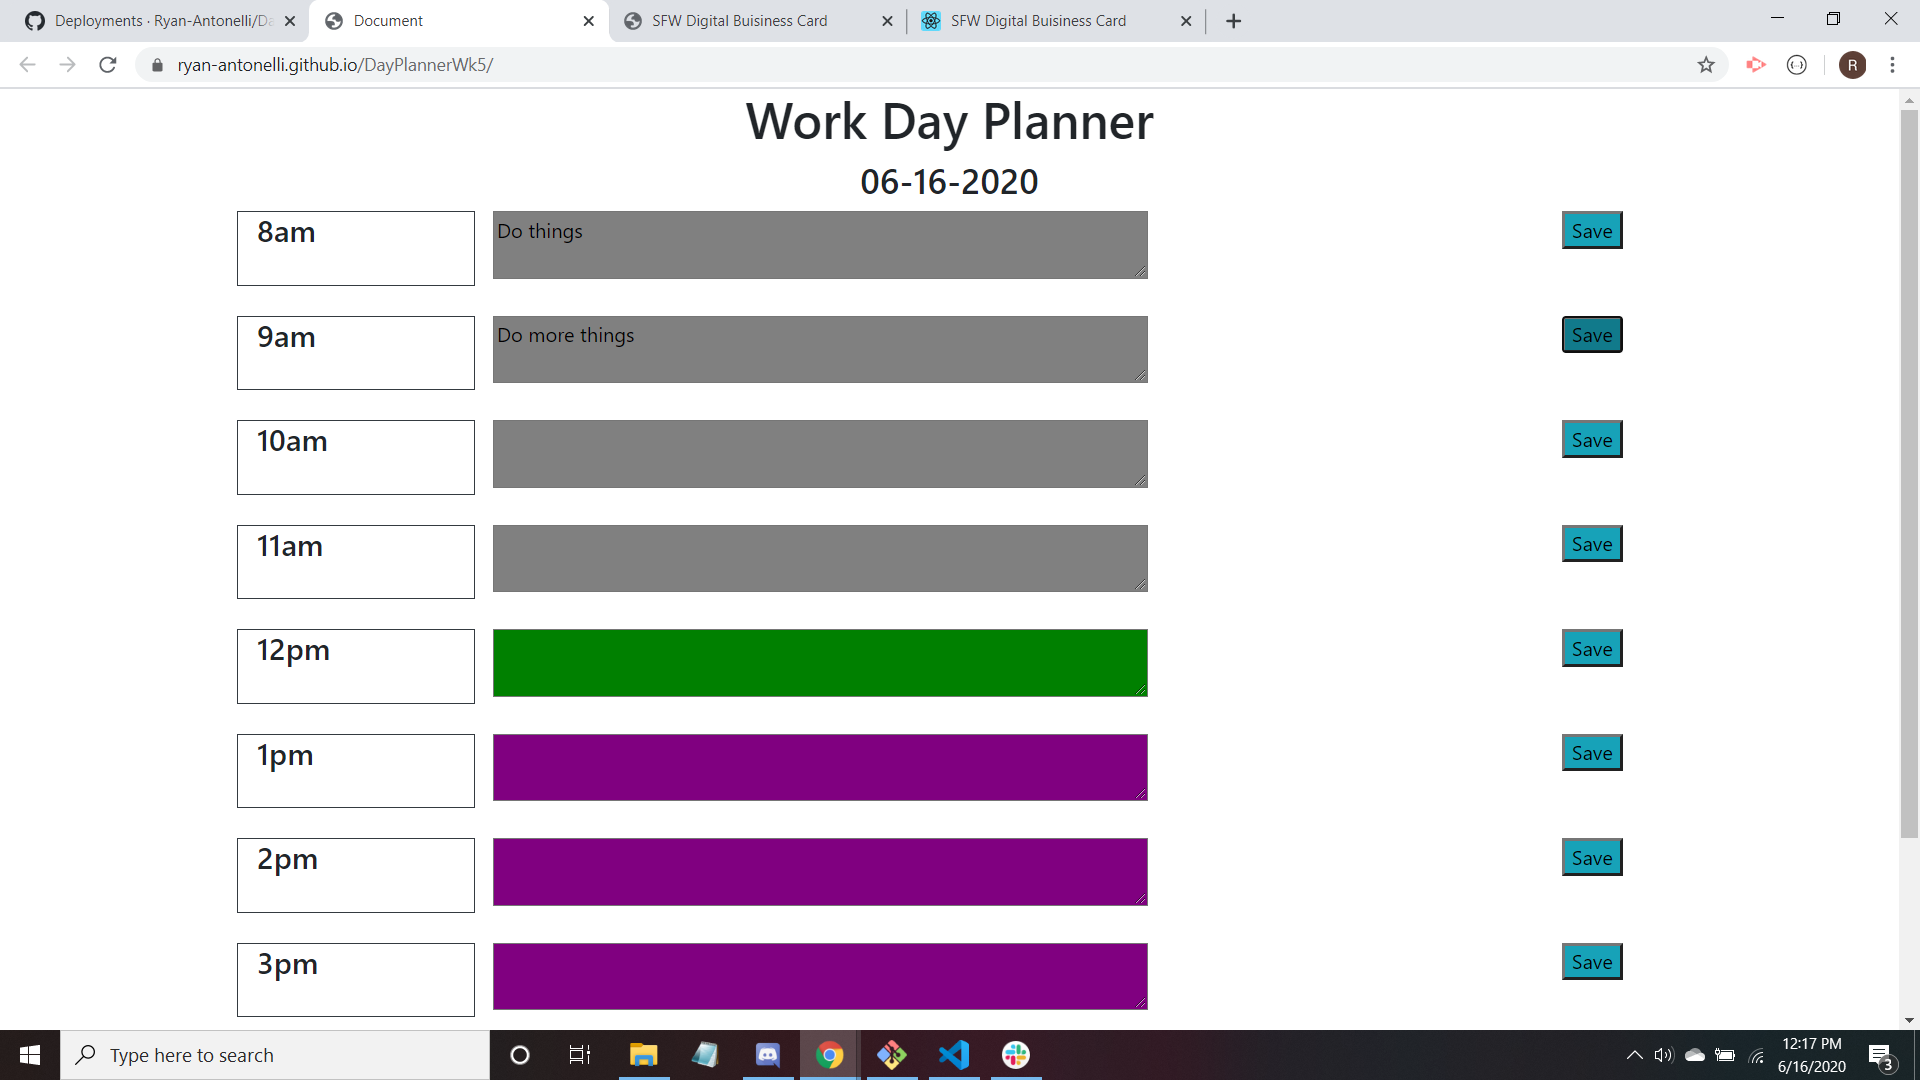 Deployments · Ryan-Antonelli/Da
Document
SFW Digital Buisiness Card
SFW Digital Buisiness Card
ryan-antonelli.github.io/DayPlannerWk5/
R
Work Day Planner
06-16-2020
8am
Do things
Save
9am
Do more things
Save
10am
Save
11am
Save
12pm
Save
1pm
Save
2pm
Save
3pm
Save
Type here to search
12:17 PM
6/16/2020
3